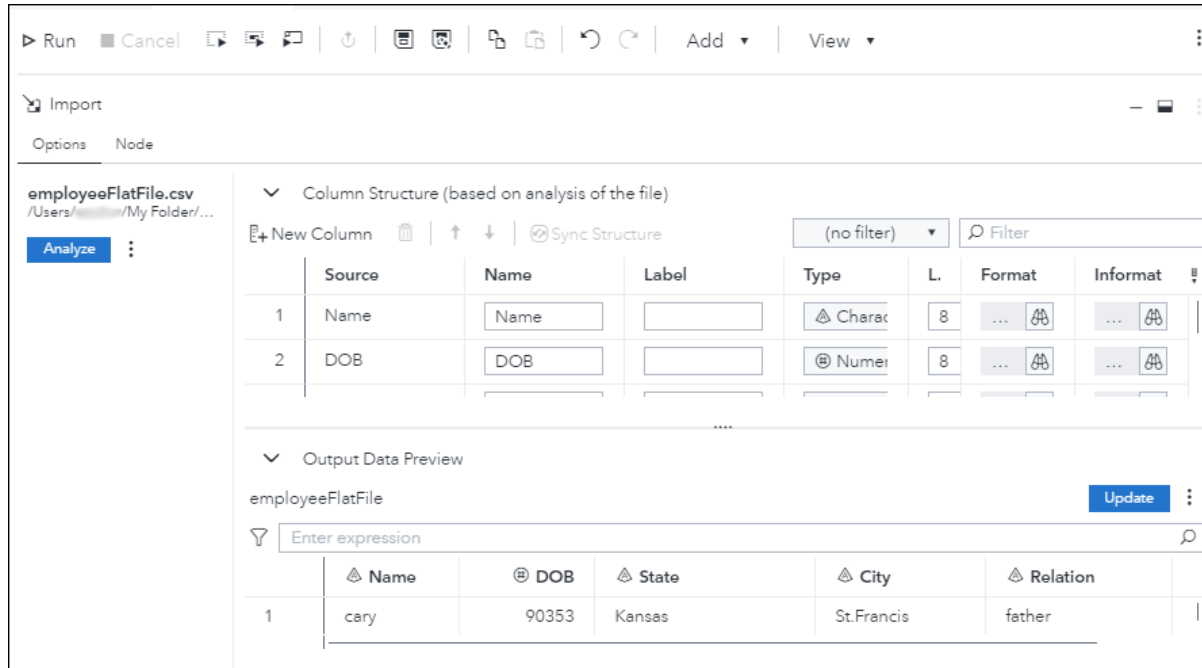 Run Cancel Add View
Import
Options Node
employeeFlatFile.csv
/Users/ /My Folder/...
Analyze
Column Structure (based on analysis of the file)
New Column Sync Structure (no filter) Filter
Source Name Label Type L. Format Informat
1 Name Name Charac 8 ... ...
2 DOB DOB Numer 8 ... ...
Output Data Preview
employeeFlatFile Update
Enter expression
Name DOB State City Relation
1 cary 90353 Kansas St.Francis father